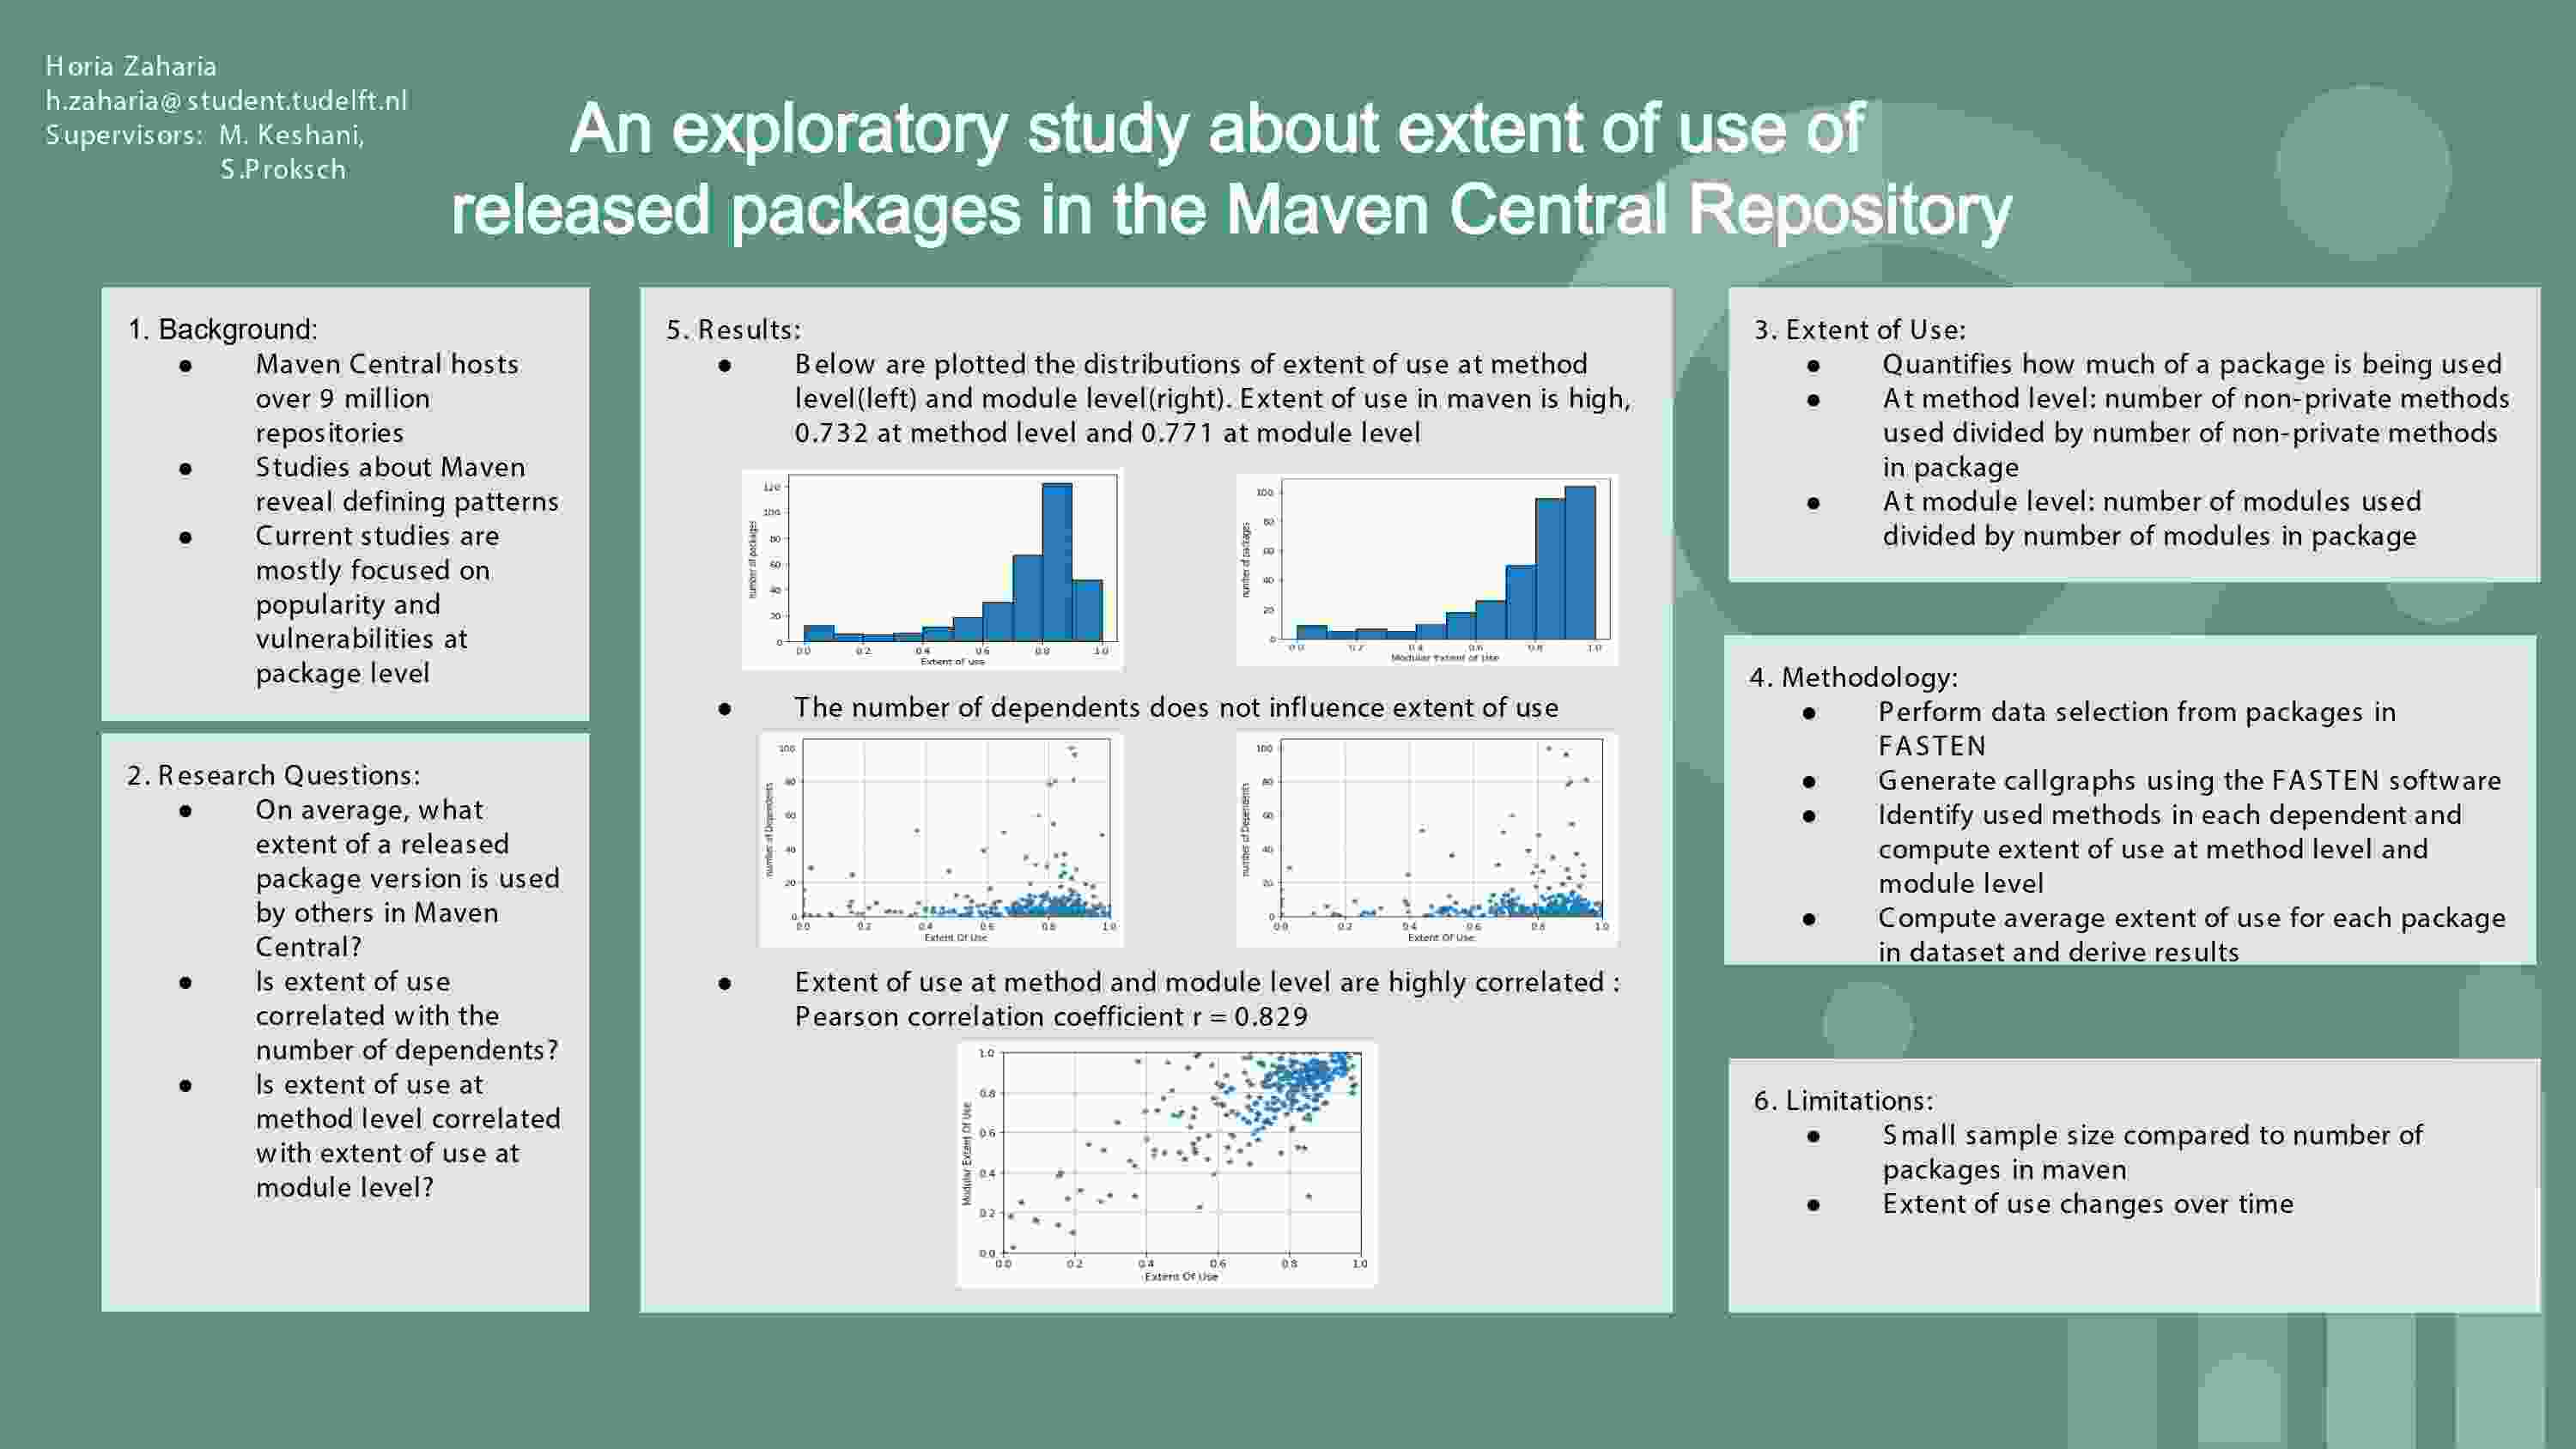 Horia Zaharia
h.zaharia@student.tudelft.nl
Supervisors: M. Keshani,
S.Proksch
An exploratory study about extent of use of
released packages in the Maven Central Repository
1. Background:
● Maven Central hosts
over 9 million
repositories
● Studies about Maven
reveal defining patterns
● Current studies are
mostly focused on
popularity and
vulnerabilities at
package level
2. Research Questions:
● On average, what
extent of a released
package version is used
by others in Maven
Central?
● Is extent of use
correlated with the
number of dependents?
● Is extent of use at
method level correlated
with extent of use at
module level?
5. Results:
● Below are plotted the distributions of extent of use at method
level(left) and module level(right). Extent of use in maven is high,
0.732 at method level and 0.771 at module level
number of packages
120
100
80
60
40
20
0
0.0 0.2 0.4 0.6 0.8 1.0
Extent of use
number of packages
100
80
60
40
20
0
0.0 0.2 0.4 0.6 0.8 1.0
Modular Extent of Use
● The number of dependents does not influence extent of use
number of Dependents
100
80
60
40
20
0
0.0 0.2 0.4 0.6 0.8 1.0
Extent Of Use
number of Dependents
100
80
60
40
20
0
0.0 0.2 0.4 0.6 0.8 1.0
Extent Of Use
● Extent of use at method and module level are highly correlated :
Pearson correlation coefficient r = 0.829
Modular Extent Of Use
1.0
0.8
0.6
0.4
0.2
0.0
0.0 0.2 0.4 0.6 0.8 1.0
Extent Of Use
3. Extent of Use:
● Quantifies how much of a package is being used
● At method level: number of non-private methods
used divided by number of non-private methods
in package
● At module level: number of modules used
divided by number of modules in package
4. Methodology:
● Perform data selection from packages in
FASTEN
● Generate callgraphs using the FASTEN software
● Identify used methods in each dependent and
compute extent of use at method level and
module level
● Compute average extent of use for each package
in dataset and derive results
6. Limitations:
● Small sample size compared to number of
packages in maven
● Extent of use changes over time